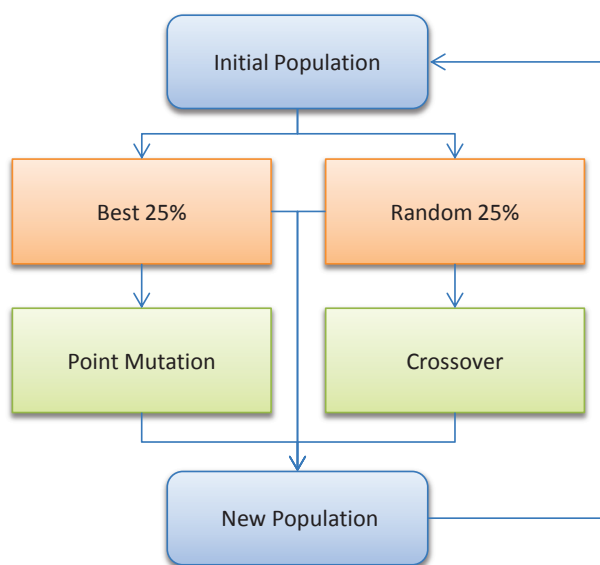 Initial Population
Best 25%
Random 25%
Point Mutation
Crossover
New Population